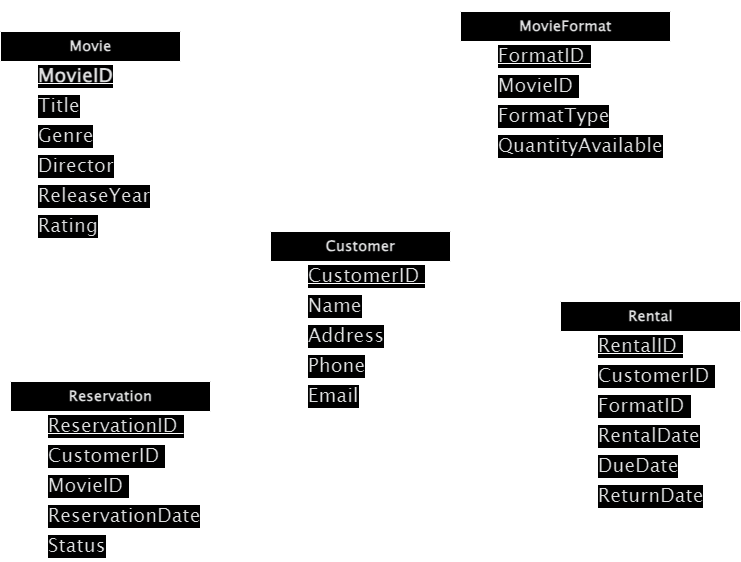 Movie
MovieID
Title
Genre
Director
ReleaseYear
Rating
MovieFormat
FormatID
MovieID
FormatType
QuantityAvailable
Customer
CustomerID
Name
Address
Phone
Email
Rental
RentalID
CustomerID
FormatID
RentalDate
DueDate
ReturnDate
Reservation
ReservationID
CustomerID
MovieID
ReservationDate
Status